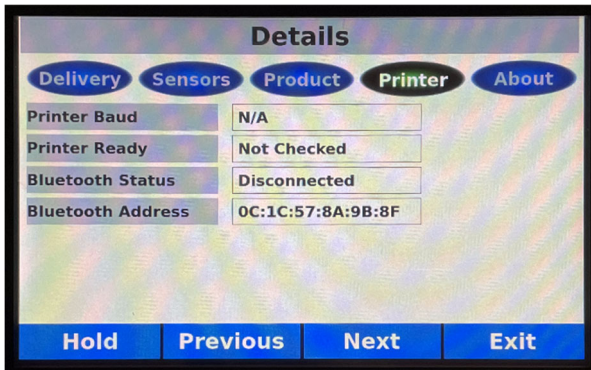 Details
Delivery Sensors Product Printer About
Printer Baud N/A
Printer Ready Not Checked
Bluetooth Status Disconnected
Bluetooth Address 0C:1C:57:8A:9B:8F
Hold Previous Next Exit